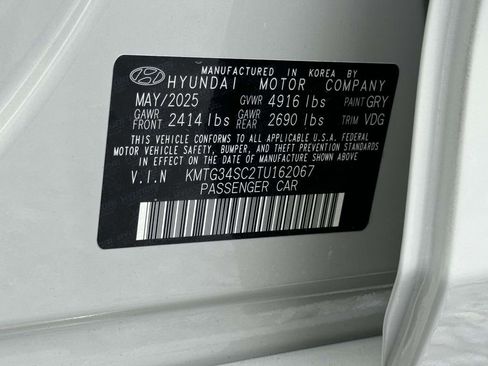 MANUFACTURED IN KOREA BY
HYUNDAI MOTOR COMPANY
MAY/2025 GVWR 4916 lbs PAINT GRY
GAWR FRONT 2414 lbs GAWR REAR 2690 lbs TRIM VDG
THIS VEHICLE CONFORMS TO ALL APPLICABLE U.S.A FEDERAL
MOTOR VEHICLE SAFETY, BUMPER, AND THEFT PREVENTION STANDARDS
IN EFFECT ON THE DATE OF MANUFACTURE SHOWN ABOVE.
V.I.N KMTG34SC2TU162067
PASSENGER CAR